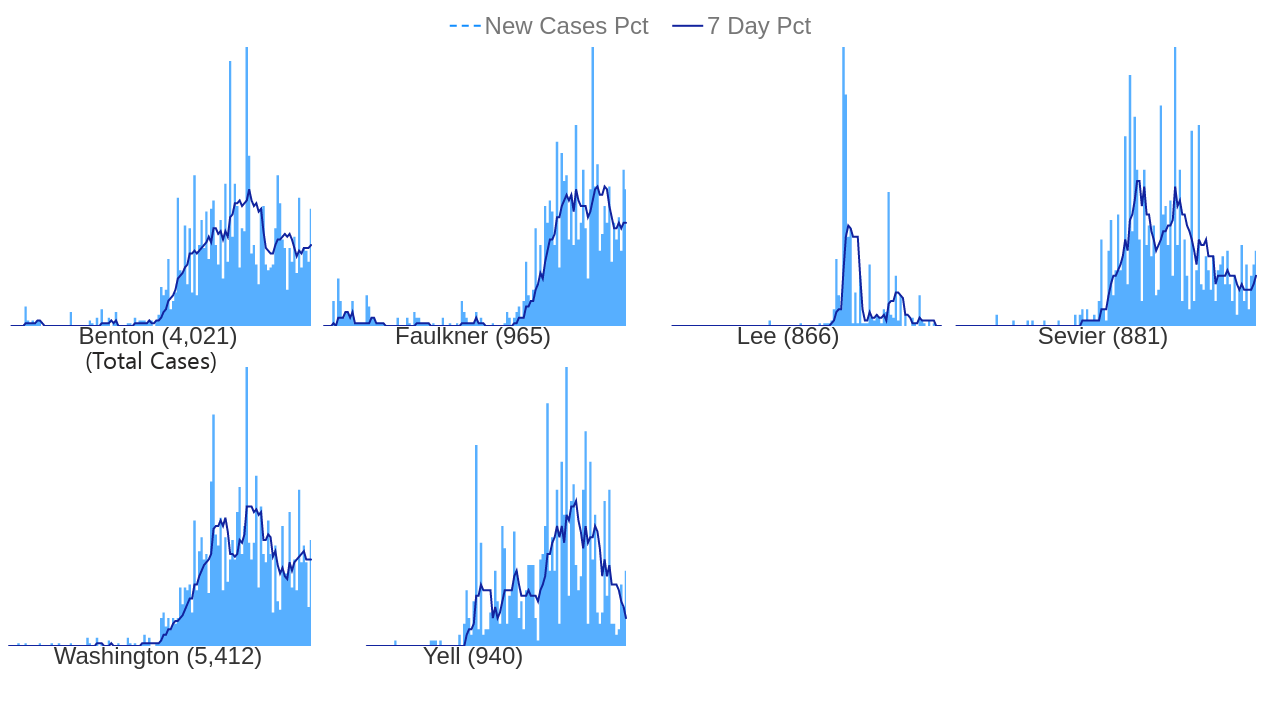 New Cases Pct 7 Day Pct
Benton (4,021)
(Total Cases)
Faulkner (965)
Lee (866)
Sevier (881)
Washington (5,412)
Yell (940)